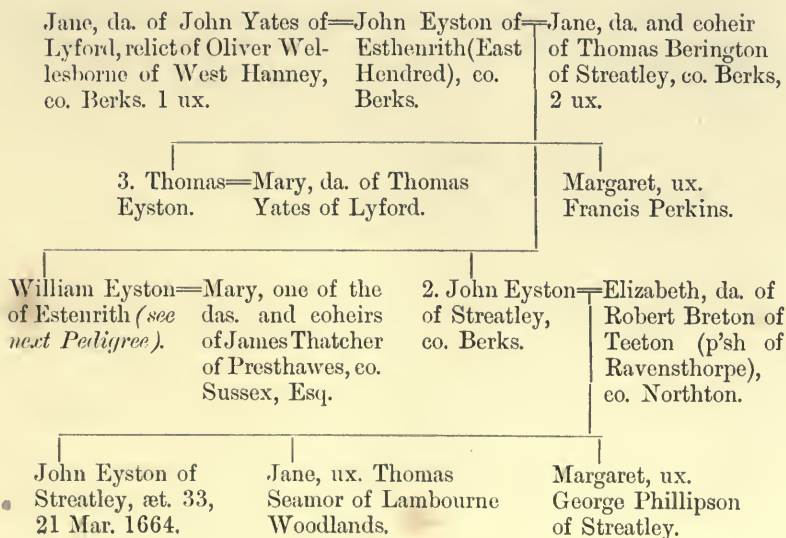 Jane, da. of John Yates of
Lyford, relict of Oliver Wel-
lesborne of West Hanney,
co. Berks. 1 ux.
John Eyston of
Esthenrith (East
Hendred), co.
Berks.
Jane, da. and coheir
of Thomas Berington
of Streatley, co. Berks,
2 ux.
3. Thomas
Eyston.
Mary, da. of Thomas
Yates of Lyford.
Margaret, ux.
Francis Perkins.
William Eyston
of Estenrith (see
next Pedigree).
Mary, one of the
das. and coheirs
of James Thatcher
of Presthawes, co.
Sussex, Esq.
2. John Eyston
of Streatley,
co. Berks.
Elizabeth, da. of
Robert Breton of
Teeton (p'sh of
Ravensthorpe),
co. Northton.
John Eyston of
Streatley, æt. 33,
21 Mar. 1664.
Jane, ux. Thomas
Seamor of Lambourne
Woodlands.
Margaret, ux.
George Phillipson
of Streatley.